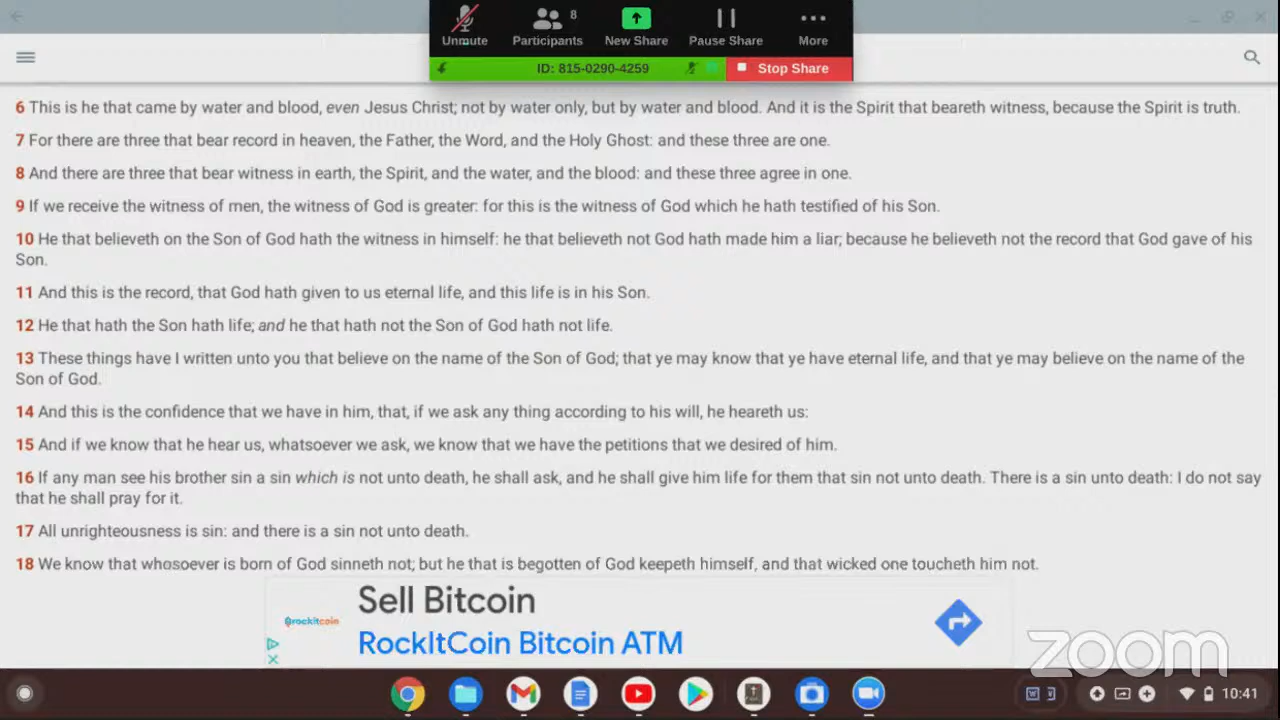 8
Unmute
Participants
New Share
Pause Share
More
ID: 815-0290-4259
Stop Share
6 This is he that came by water and blood, even Jesus Christ; not by water only, but by water and blood. And it is the Spirit that beareth witness, because the Spirit is truth.
7 For there are three that bear record in heaven, the Father, the Word, and the Holy Ghost: and these three are one.
8 And there are three that bear witness in earth, the Spirit, and the water, and the blood: and these three agree in one.
9 If we receive the witness of men, the witness of God is greater: for this is the witness of God which he hath testified of his Son.
10 He that believeth on the Son of God hath the witness in himself: he that believeth not God hath made him a liar; because he believeth not the record that God gave of his
Son.
11 And this is the record, that God hath given to us eternal life, and this life is in his Son.
12 He that hath the Son hath life; and he that hath not the Son of God hath not life.
13 These things have I written unto you that believe on the name of the Son of God; that ye may know that ye have eternal life, and that ye may believe on the name of the
Son of God.
14 And this is the confidence that we have in him, that, if we ask any thing according to his will, he heareth us:
15 And if we know that he hear us, whatsoever we ask, we know that we have the petitions that we desired of him.
16 If any man see his brother sin a sin which is not unto death, he shall ask, and he shall give him life for them that sin not unto death. There is a sin unto death: I do not say
that he shall pray for it.
17 All unrighteousness is sin: and there is a sin not unto death.
18 We know that whosoever is born of God sinneth not; but he that is begotten of God keepeth himself, and that wicked one toucheth him not.
Sell Bitcoin
rockitcoin
RockItCoin Bitcoin ATM
zoom
10:41